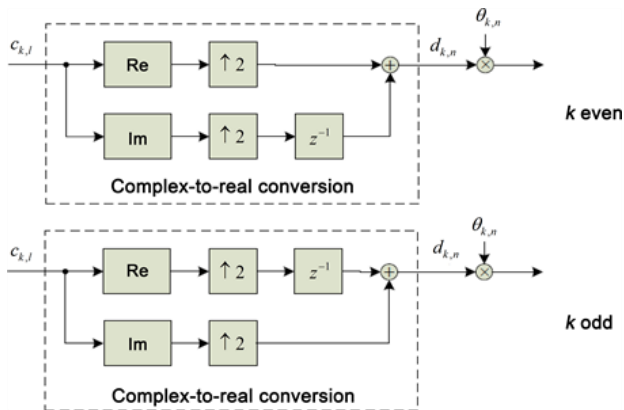 θk,n
ck,l
Re
↑ 2
+
dk,n
×
k even
Im
↑ 2
z−1
Complex-to-real conversion
θk,n
ck,l
Re
↑ 2
z−1
+
dk,n
×
k odd
Im
↑ 2
Complex-to-real conversion